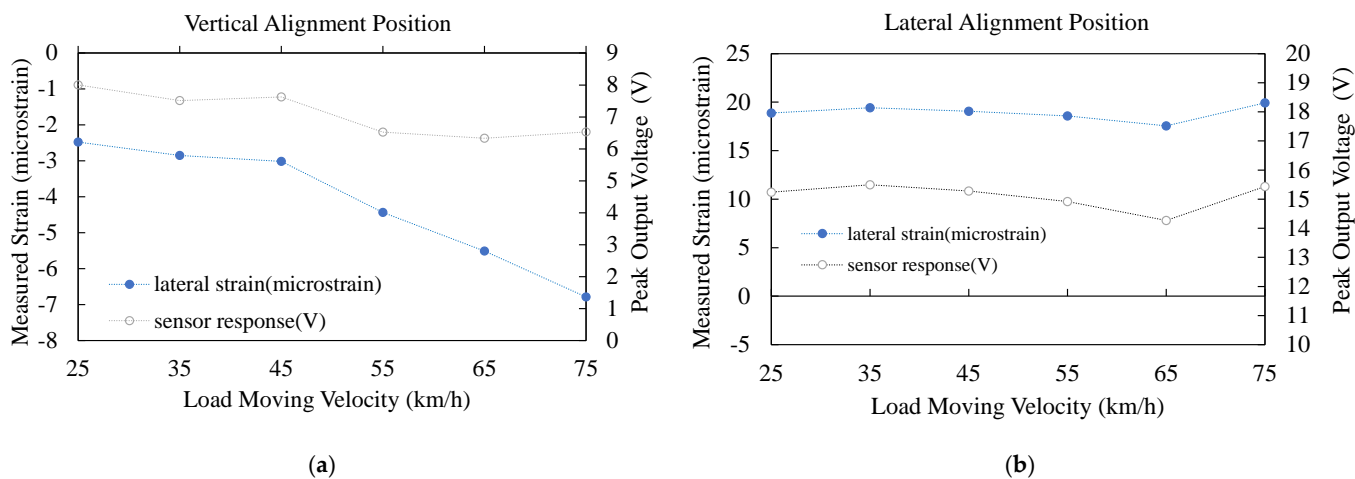 Vertical Alignment Position
Measured Strain (microstrain)
0
-1
-2
-3
-4
-5
-6
-7
-8
9
8
7
6
5
4
3
2
1
0
Peak Output Voltage (V)
lateral strain(microstrain)
sensor response(V)
25 35 45 55 65 75
Load Moving Velocity (km/h)
(a)
Lateral Alignment Position
Measured Strain (microstrain)
25
20
15
10
5
0
-5
20
19
18
17
16
15
14
13
12
11
10
Peak Output Voltage (V)
lateral strain(microstrain)
sensor response(V)
25 35 45 55 65 75
Load Moving Velocity (km/h)
(b)